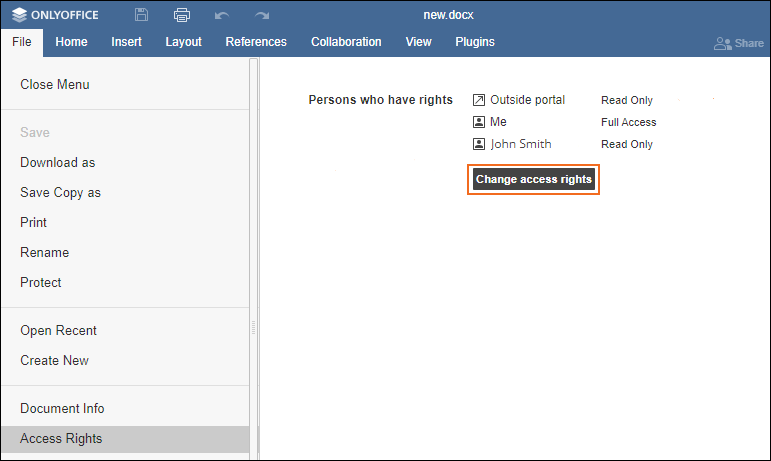 ONLYOFFICE
new.docx
File Home Insert Layout References Collaboration View Plugins
Share
Close Menu
Save
Download as
Save Copy as
Print
Rename
Protect
Open Recent
Create New
Document Info
Access Rights
Persons who have rights
Outside portal Read Only
Me Full Access
John Smith Read Only
Change access rights